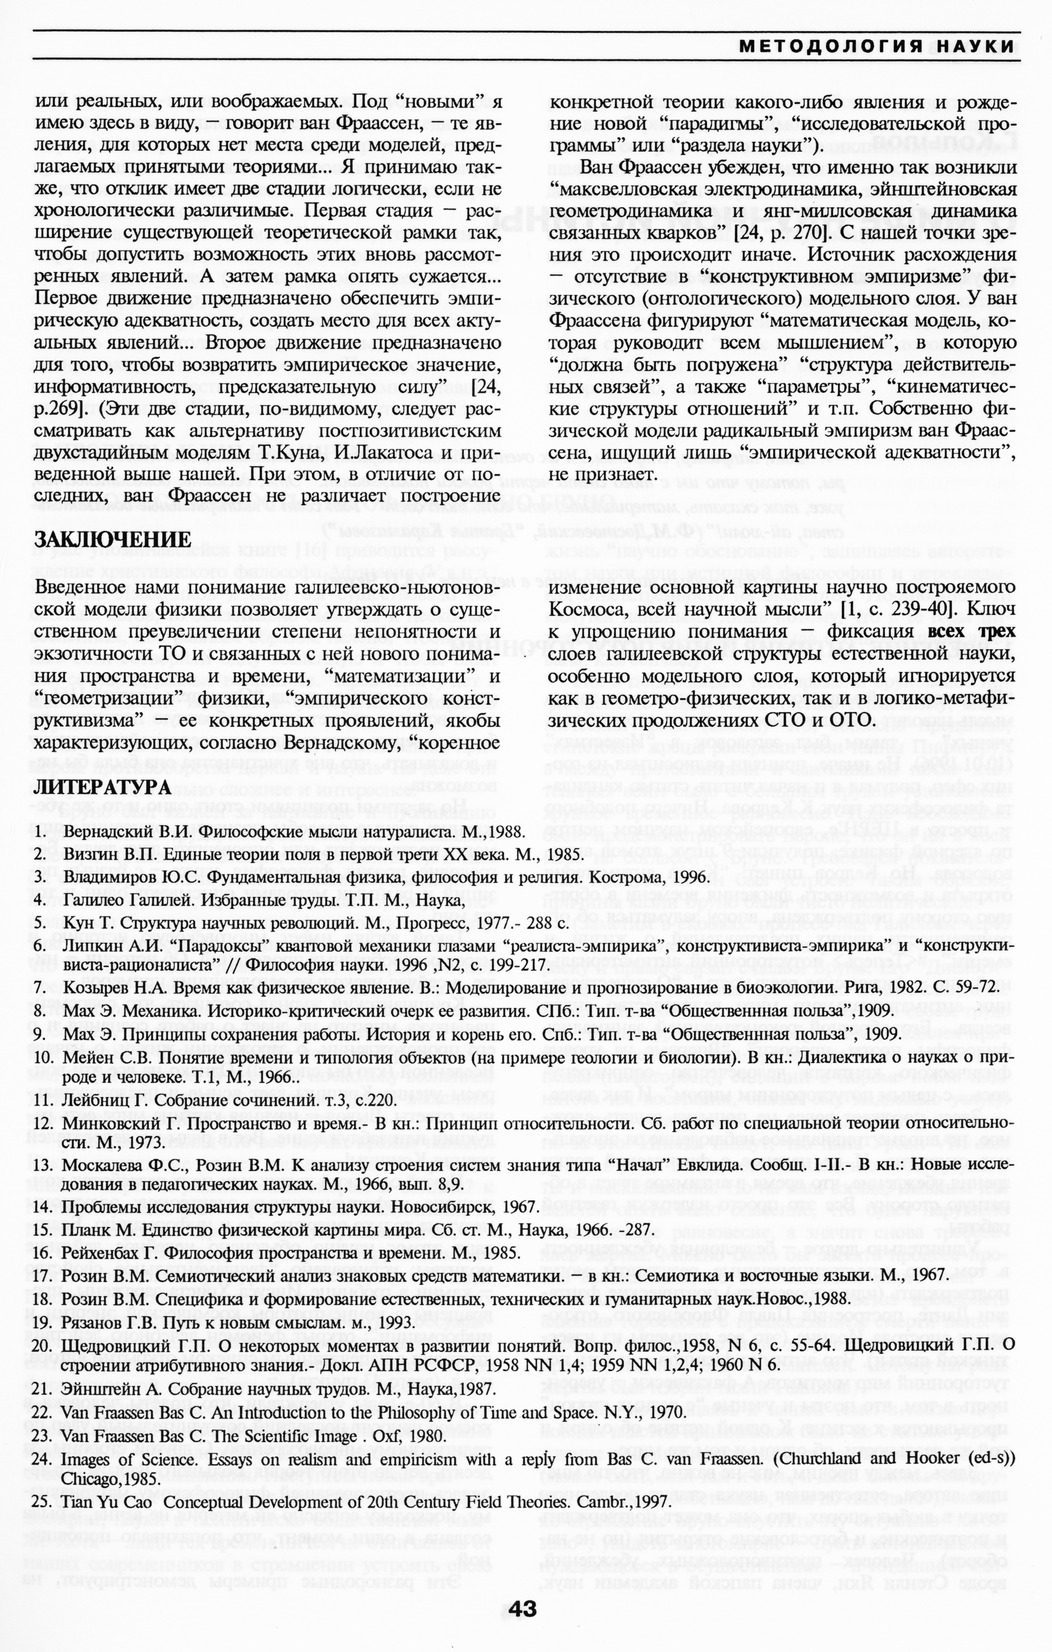 МЕТОДОЛОГИЯ НАУКИ
или реальных, или воображаемых. Под “новыми” я
имею здесь в виду, — говорит ван Фраассен, — те яв-
ления, для которых нет места среди моделей, пред-
лагаемых принятыми теориями... Я принимаю так-
же, что отклик имеет две стадии логически, если не
хронологически различимые. Первая стадия — рас-
ширение существующей теоретической рамки так,
чтобы допустить возможность этих вновь рассмот-
ренных явлений. А затем рамка опять сужается...
Первое движение предназначено обеспечить эмпи-
рическую адекватность, создать место для всех акту-
альных явлений... Второе движение предназначено
для того, чтобы возвратить эмпирическое значение,
информативность, предсказательную силу” [24,
p.269]. (Эти две стадии, по-видимому, следует рас-
сматривать как альтернативу постпозитивистским
двухстадийным моделям Т.Куна, И.Лакатоса и при-
веденной выше нашей. При этом, в отличие от по-
следних, ван Фраассен не различает построение
конкретной теории какого-либо явления и рожде-
ние новой “парадигмы”, “исследовательской про-
граммы” или “раздела науки”).
Ван Фраассен убежден, что именно так возникли
“максвелловская электродинамика, эйнштейновская
геометродинамика и янг-миллсовская динамика
связанных кварков” [24, p. 270]. С нашей точки зре-
ния это происходит иначе. Источник расхождения
— отсутствие в “конструктивном эмпиризме” фи-
зического (онтологического) модельного слоя. У ван
Фраассена фигурируют “математическая модель, ко-
торая руководит всем мышлением”, в которую
“должна быть погружена” “структура действитель-
ных связей”, а также “параметры”, “кинематичес-
кие структуры отношений” и т.п. Собственно фи-
зической модели радикальный эмпиризм ван Фраас-
сена, ищущий лишь “эмпирической адекватности”,
не признает.
ЗАКЛЮЧЕНИЕ
Введенное нами понимание галилеевско-ньютонов-
ской модели физики позволяет утверждать о суще-
ственном преувеличении степени непонятности и
экзотичности ТО и связанных с ней нового понима-
ния пространства и времени, “математизации” и
“геометризации” физики, “эмпирического конст-
руктивизма” — ее конкретных проявлений, якобы
характеризующих, согласно Вернадскому, “коренное
изменение основной картины научно построяемого
Космоса, всей научной мысли” [1, с. 239-40]. Ключ
к упрощению понимания — фиксация всех трех
слоев галилеевской структуры естественной науки,
особенно модельного слоя, который игнорируется
как в геометро-физических, так и в логико-метафи-
зических продолжениях СТО и ОТО.
ЛИТЕРАТУРА
1. Вернадский В.И. Философские мысли натуралиста. М.,1988.
2. Визгин В.П. Единые теории поля в первой трети XX века. М., 1985.
3. Владимиров Ю.С. Фундаментальная физика, философия и религия. Кострома, 1996.
4. Галилео Галилей. Избранные труды. Т.П. М., Наука,
5. Кун Т. Структура научных революций. М., Прогресс, 1977.- 288 с.
6. Липкин А.И. “Парадоксы” квантовой механики глазами “реалиста-эмпирика”, конструктивиста-эмпирика” и “конструкти-
виста-рационалиста” // Философия науки. 1996 ,N2, с. 199-217.
7. Козырев Н.А. Время как физическое явление. В.: Моделирование и прогнозирование в биоэкологии. Рига, 1982. С. 59-72.
8. Мах Э. Механика. Историко-критический очерк ее развития. СПб.: Тип. т-ва “Общественнная польза”,1909.
9. Мах Э. Принцип сохранения работы. История и корень его. Спб.: Тип. т-ва “Общественная польза”, 1909.
10. Мейен С.В. Понятие времени и типология объектов (на примере геологии и биологии). В кн.: Диалектика о науках о при-
роде и человеке. Т.1, М., 1966..
11. Лейбниц Г. Собрание сочинений. т.3, с.220.
12. Минковский Г. Пространство и время.- В кн.: Принцип относительности. Сб. работ по специальной теории относительно-
сти. М., 1973.
13. Москалева Ф.С., Розин В.М. К анализу строения систем знания типа “Начал” Евклида. Сообщ. I-II.- В кн.: Новые иссле-
дования в педагогических науках. М., 1966, вып. 8,9.
14. Проблемы исследования структуры науки. Новосибирск, 1967.
15. Планк М. Единство физической картины мира. Сб. ст. М., Наука, 1966. -287.
16. Рейхенбах Г. Философия пространства и времени. М., 1985.
17. Розин В.М. Семиотический анализ знаковых средств математики. — в кн.: Семиотика и восточные языки. М., 1967.
18. Розин В.М. Специфика и формирование естественных, технических и гуманитарных наук.Новос.,1988.
19. Рязанов Г.В. Путь к новым смыслам. м., 1993.
20. Щедровицкий Г.П. О некоторых моментах в развитии понятий. Вопр. филос.,1958, N 6, с. 55-64. Щедровицкий Г.П. О
строении атрибутивного знания.- Докл. АПН РСФСР, 1958 NN 1,4; 1959 NN 1,2,4; 1960 N 6.
21. Эйнштейн А. Собрание научных трудов. М., Наука,1987.
22. Van Fraassen Bas C. An Introduction to the Philosophy of Time and Space. N.Y., 1970.
23. Van Fraassen Bas C. The Scientific Image . Oxf, 1980.
24. Images of Science. Essays on realism and empiricism with a reply from Bas C. van Fraassen. (Churchland and Hooker (ed-s))
Chicago,1985.
25. Tian Yu Cao Conceptual Development of 20th Century Field Theories. Cambr.,1997.
43